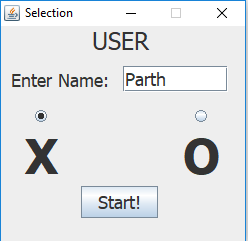 Selection
USER
Enter Name: Parth
X O
Start!